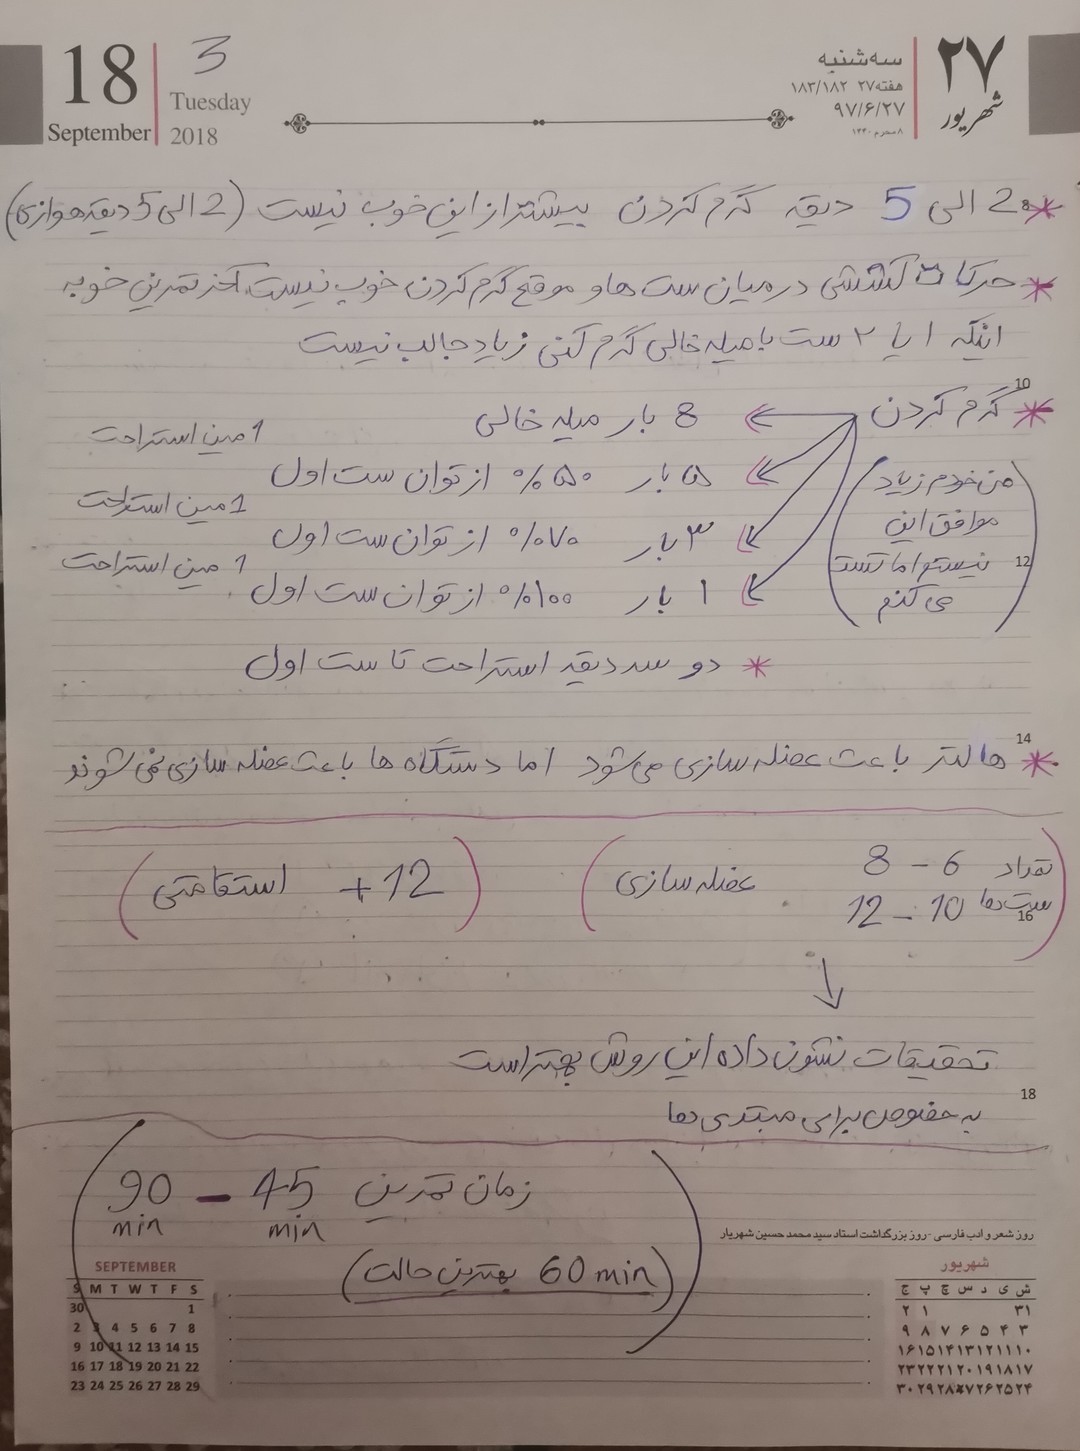 18
September
3
Tuesday
2018
سه‌شنبه
هفته ۲۷ ۱۸۳/۱۸۲
۹۷/۶/۲۷
۸ محرم ۱۴۴۰
۲۷
شهریور
* 2 الی 5 دیقه گرم کردن بیشتر از این خوب نیست (2 الی 5 دیقه هوازی)
* حرکات کششی در میان ست ها و موقع گرم کردن خوب نیست آخر تمرین خوبه
اینکه ۱ یا ۲ ست با میله خالی گرم کنی زیاد جالب نیست
* گرم کردن ← 8 بار میله خالی 1 مین استراحت
۵ بار ۵۰% از توان ست اول 1 مین استراحت
۳ بار ۷۰% از توان ست اول 1 مین استراحت
۱ بار ۱۰۰% از توان ست اول
(من خودم زیاد
موافق این
نیستم اما تست
می کنم)
* دو سه دیقه استراحت تا ست اول
* هالتر باعث عضله سازی می شود اما دستگاه ها باعث عضله سازی نمی شوند
(تعداد ست ها 6 - 8
10 - 12 عضله سازی) (12 + استقامتی)
↓
تحقیقات نشون داده این روش بهتر است
به خصوص برای مبتدی ها
(زمان تمرین 45 min - 90 min
(60 min بهترین حالت))
10
12
14
16
18
روز شعر و ادب فارسی - روز بزرگداشت استاد سید محمد حسین شهریار
SEPTEMBER
S M T W T F S
30 1
2 3 4 5 6 7 8
9 10 11 12 13 14 15
16 17 18 19 20 21 22
23 24 25 26 27 28 29
شهریور
ش ی د س چ پ ج
۳۱ ۱ ۲
۳ ۴ ۵ ۶ ۷ ۸ ۹
۱۰ ۱۱ ۱۲ ۱۳ ۱۴ ۱۵ ۱۶
۱۷ ۱۸ ۱۹ ۲۰ ۲۱ ۲۲ ۲۳
۲۴ ۲۵ ۲۶ ۲۷ ۲۸ ۲۹ ۳۰